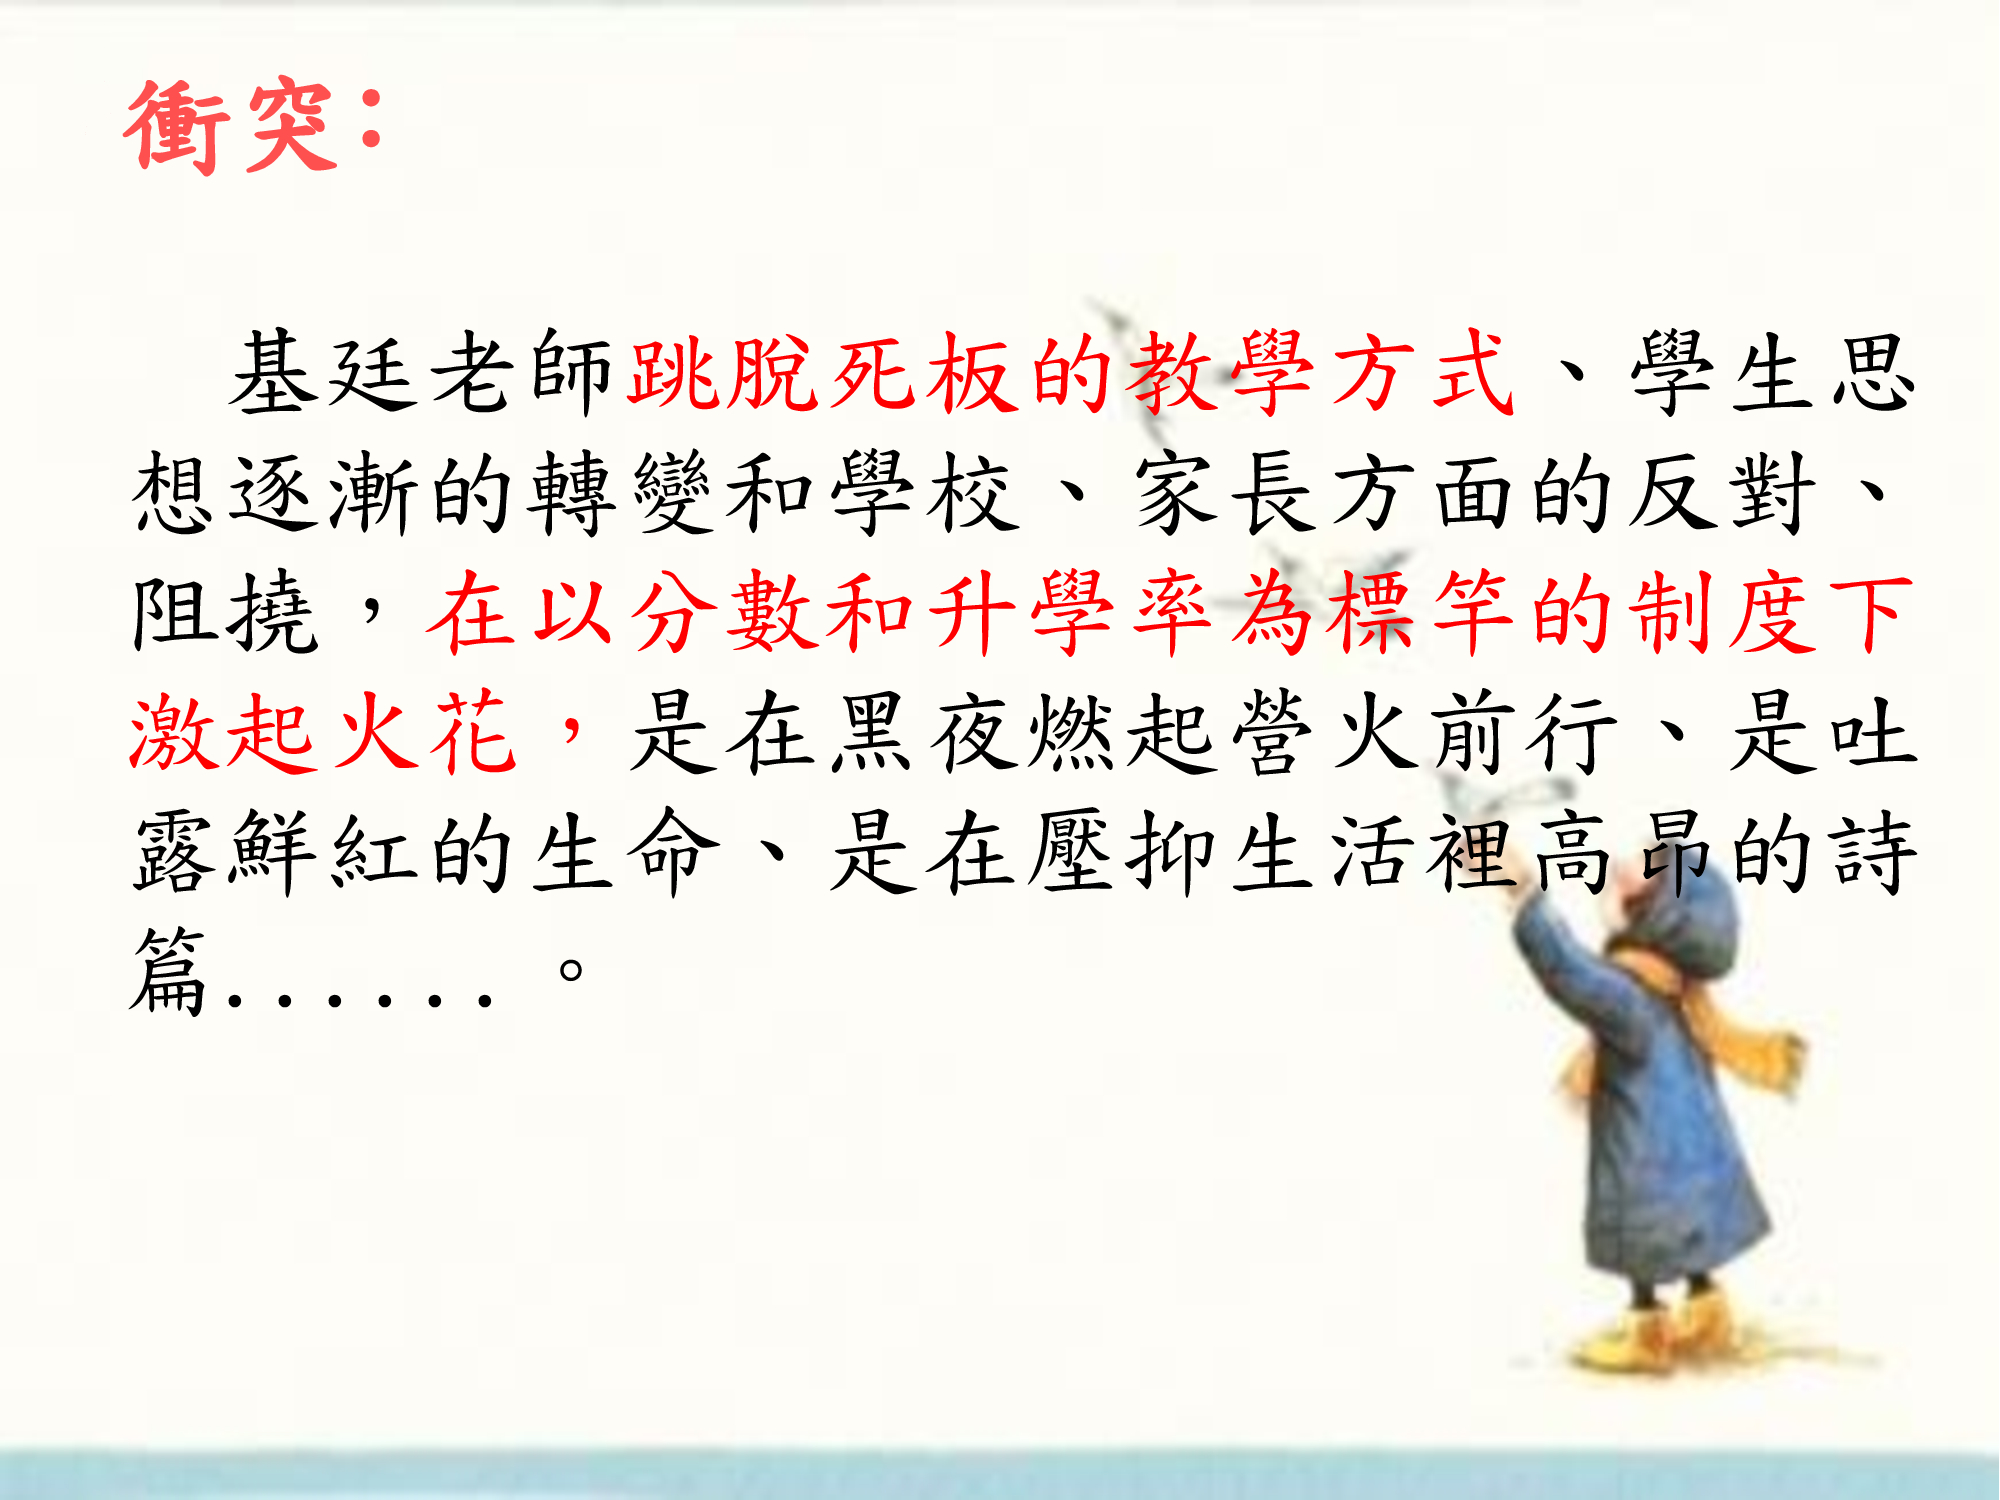 衝突：
基廷老師跳脫死板的教學方式、學生思
想逐漸的轉變和學校、家長方面的反對、
阻撓，在以分數和升學率為標竿的制度下
激起火花，是在黑夜燃起營火前行、是吐
露鮮紅的生命、是在壓抑生活裡高昂的詩
篇......。